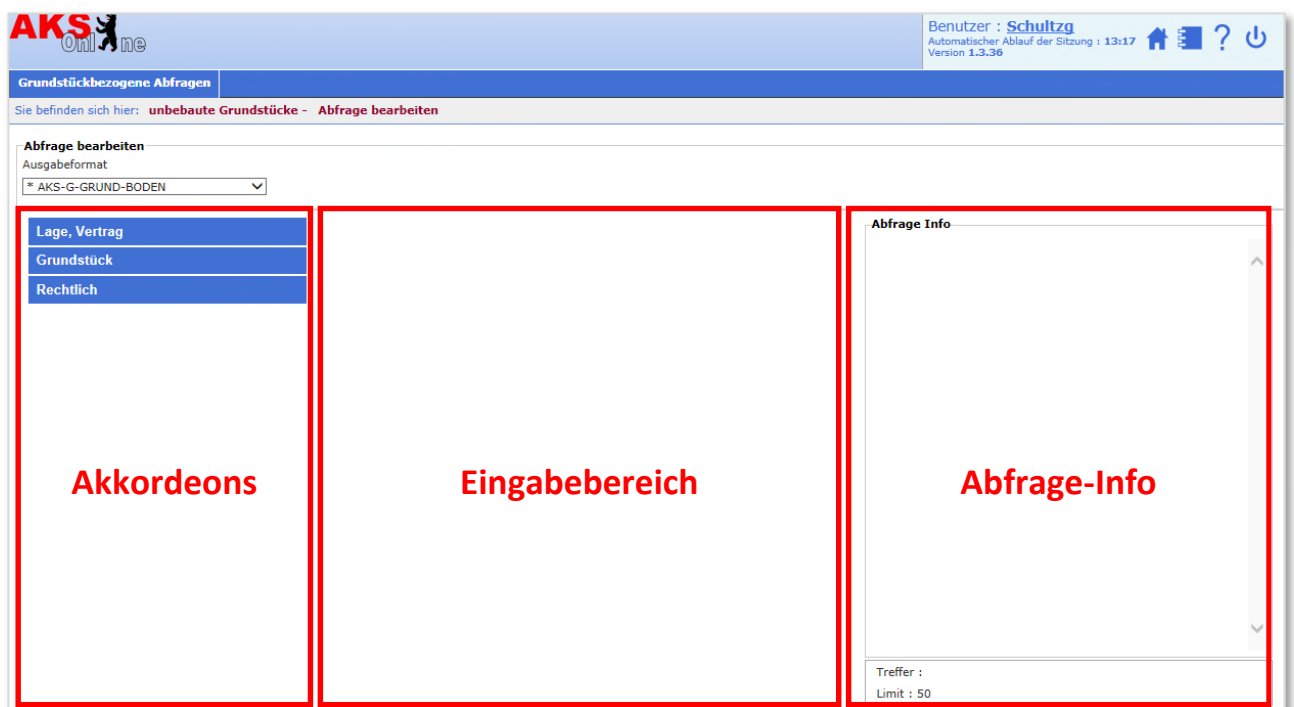 AKS
Online
Benutzer : Schultzg
Automatischer Ablauf der Sitzung : 13:17
Version 1.3.36
Grundstückbezogene Abfragen
Sie befinden sich hier: unbebaute Grundstücke - Abfrage bearbeiten
Abfrage bearbeiten
Ausgabeformat
* AKS-G-GRUND-BODEN
Lage, Vertrag
Grundstück
Rechtlich
Abfrage Info
Akkordeons
Eingabebereich
Abfrage-Info
Treffer :
Limit : 50